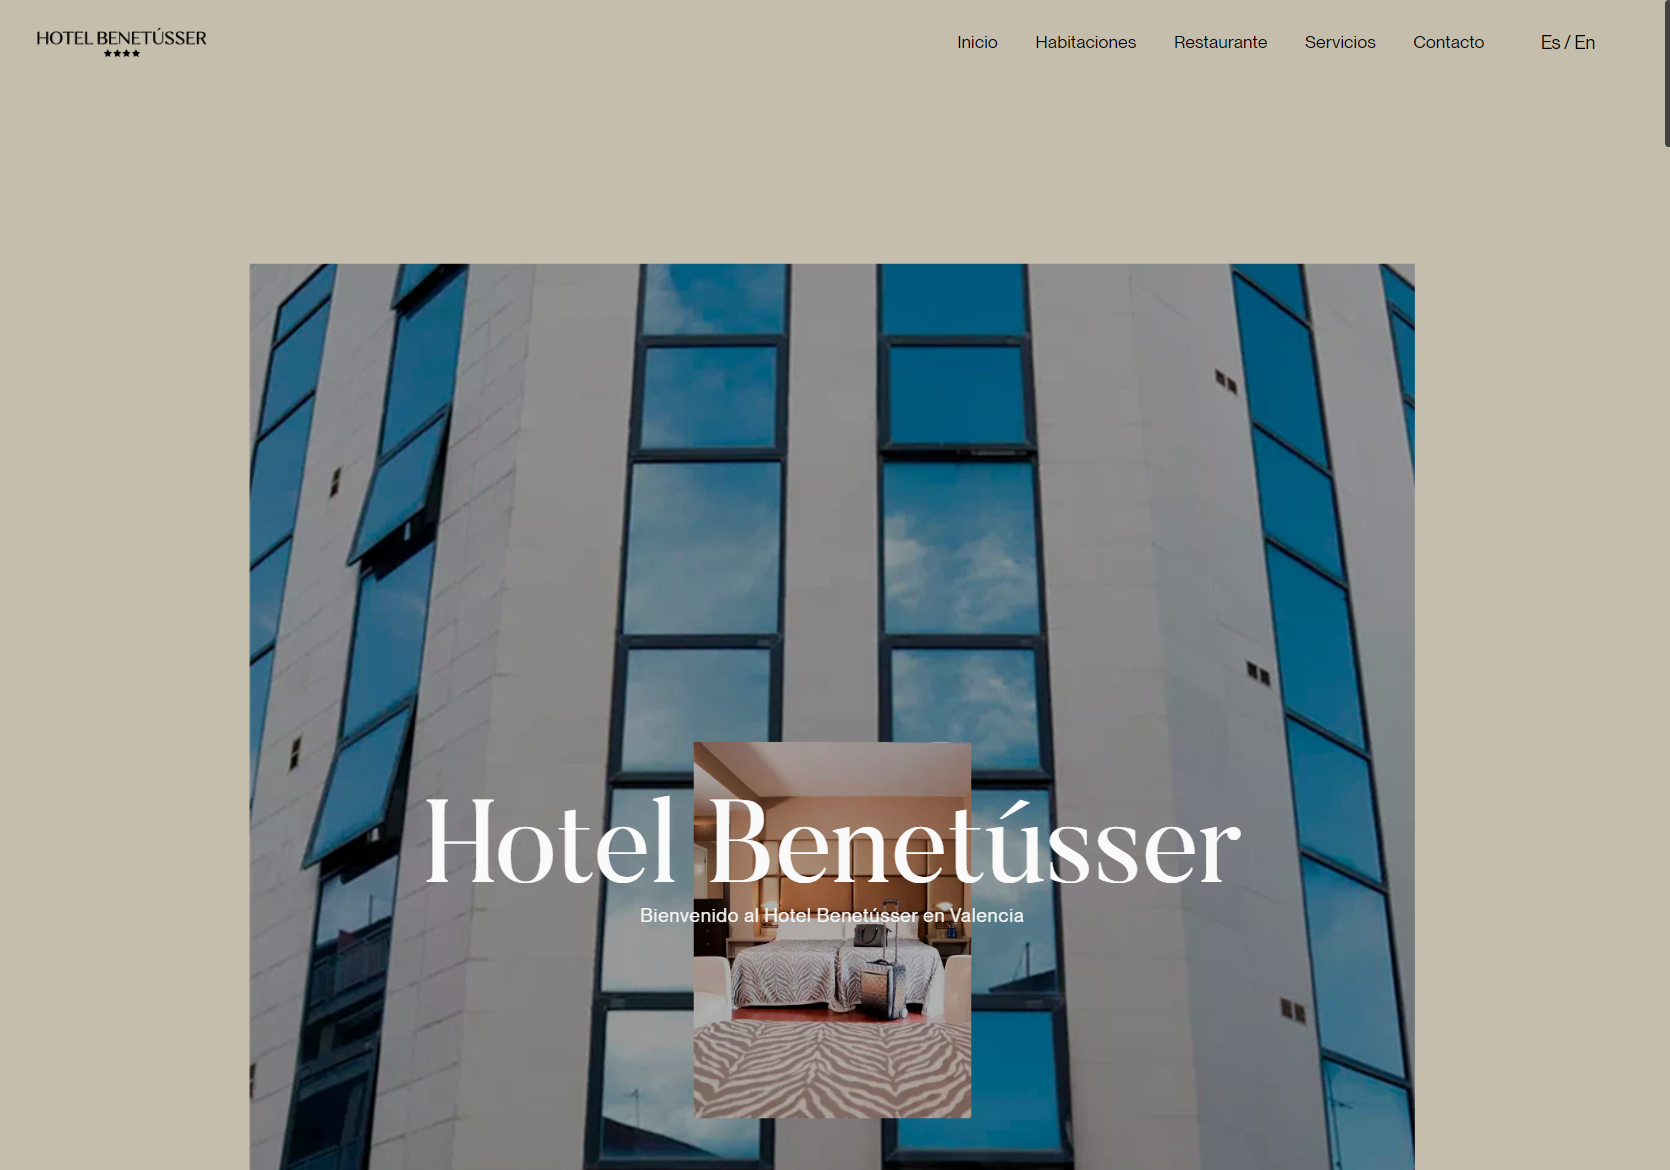 HOTEL BENETÚSSER
Inicio
Habitaciones
Restaurante
Servicios
Contacto
Es / En
Hotel Benetússer
Bienvenido al Hotel Benetússer en Valencia